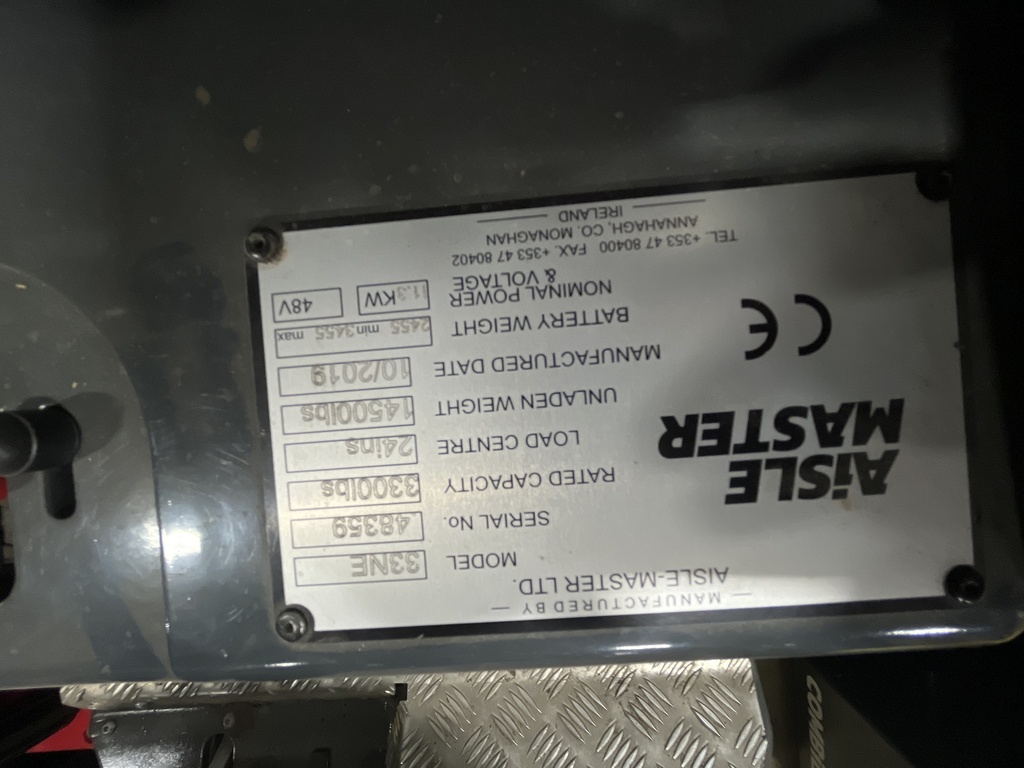 MANUFACTURED BY
AISLE-MASTER LTD.
AiSLE
MASTER
CE
MODEL 33NE
SERIAL No. 48359
RATED CAPACITY 3300lbs
LOAD CENTRE 24ins
UNLADEN WEIGHT 14500lbs
MANUFACTURED DATE 10/2019
BATTERY WEIGHT 2455 min 3455 max
NOMINAL POWER
& VOLTAGE 11.3KW 48V
TEL. +353 47 80400 FAX. +353 47 80402
ANNAHAGH, CO. MONAGHAN
IRELAND